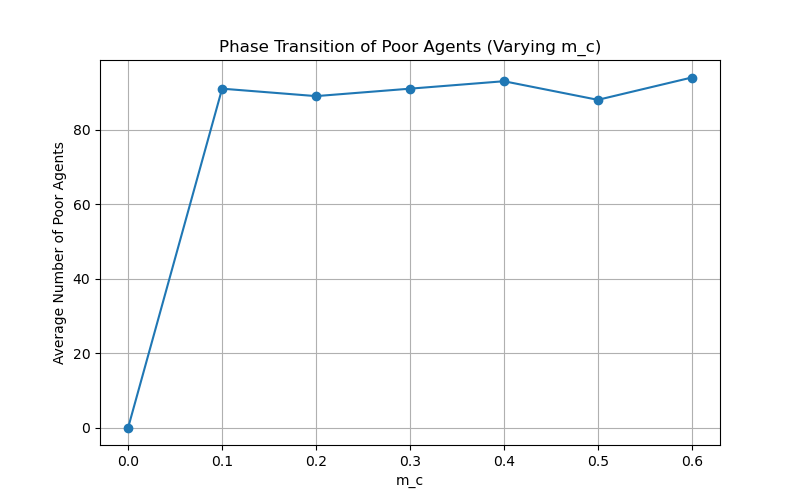 Phase Transition of Poor Agents (Varying m_c)
Average Number of Poor Agents
80
60
40
20
0
0.0 0.1 0.2 0.3 0.4 0.5 0.6
m_c